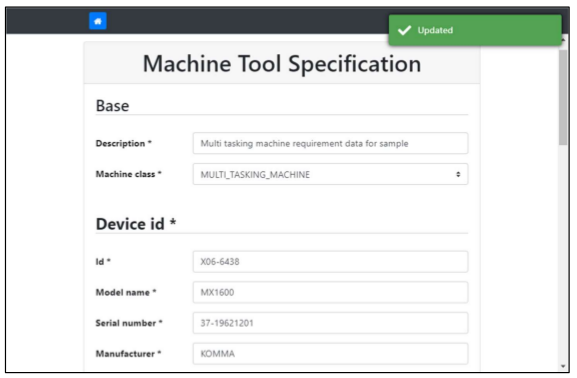 Updated
Machine Tool Specification
Base
Description * Multi tasking machine requirement data for sample
Machine class * MULTI_TASKING_MACHINE
Device id *
Id * X06-6438
Model name * MX1600
Serial number * 37-19621201
Manufacturer * KOMMA